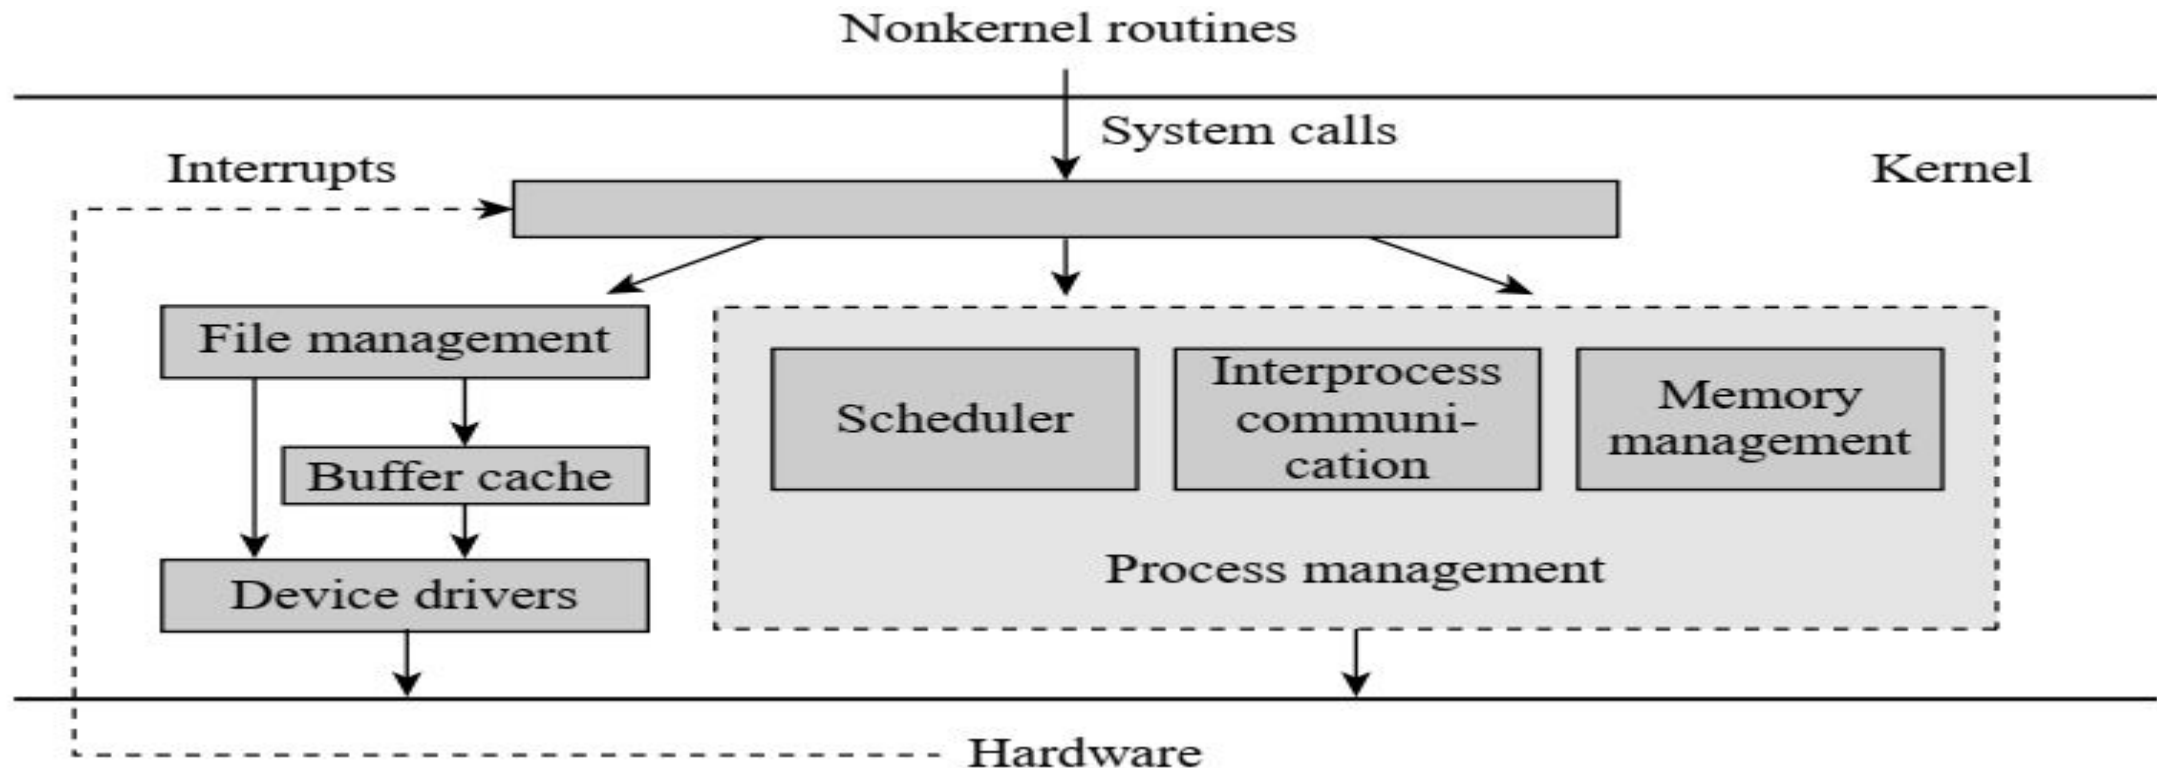 Nonkernel routines
System calls
Interrupts
Kernel
File management
Buffer cache
Device drivers
Scheduler
Interprocess
communi-
cation
Memory
management
Process management
Hardware